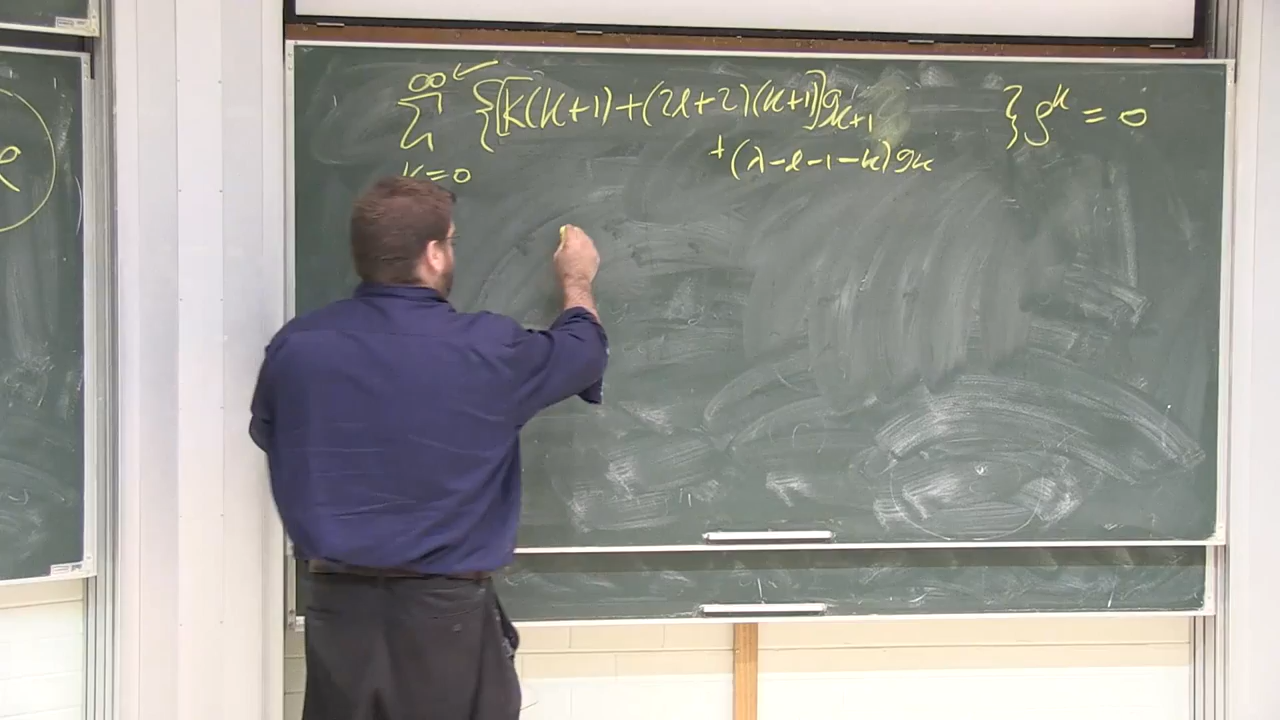 ∞
Σ {[k(k+1)+(2l+2)(k+1)]g_{k+1} } ρ^k = 0
k=0 +(λ-l-1-k)g_k